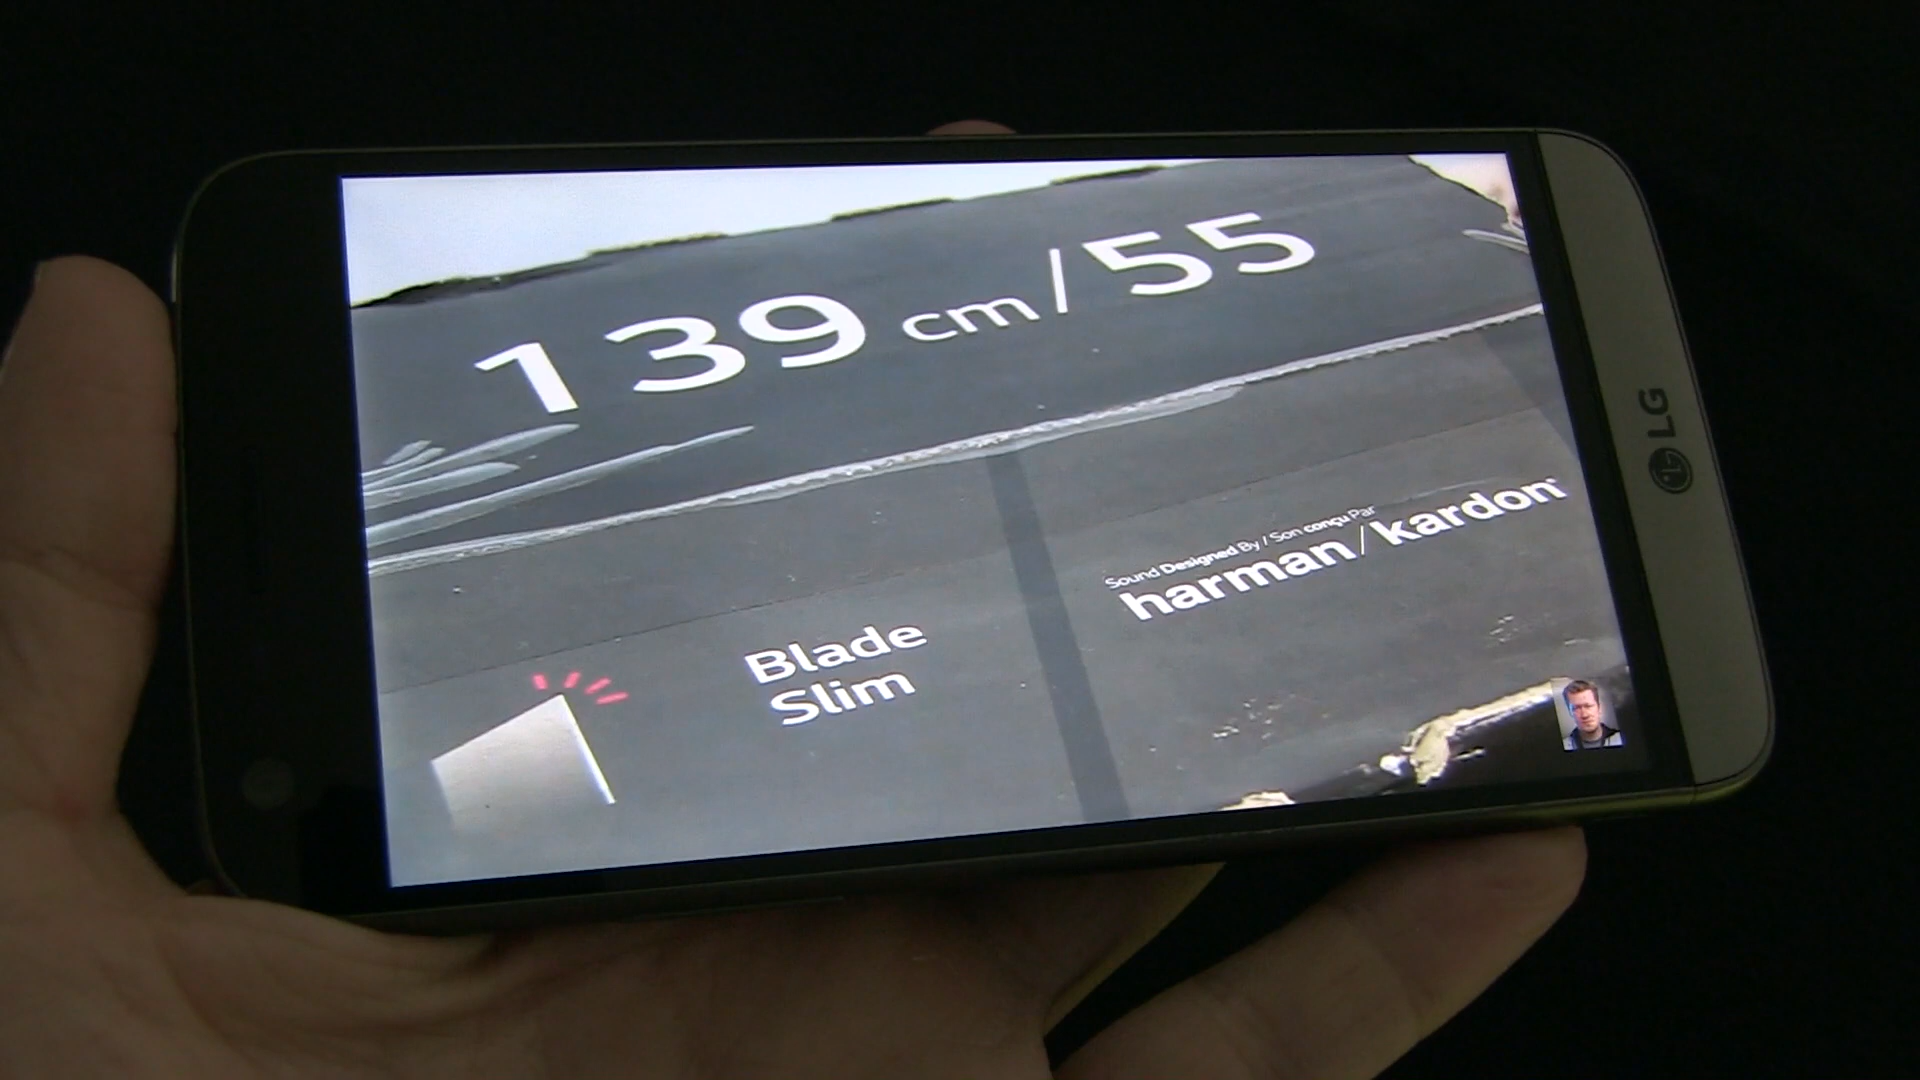 139 cm/55
Sound Designed By / Son conçu Par
harman/kardon
Blade
Slim
LG